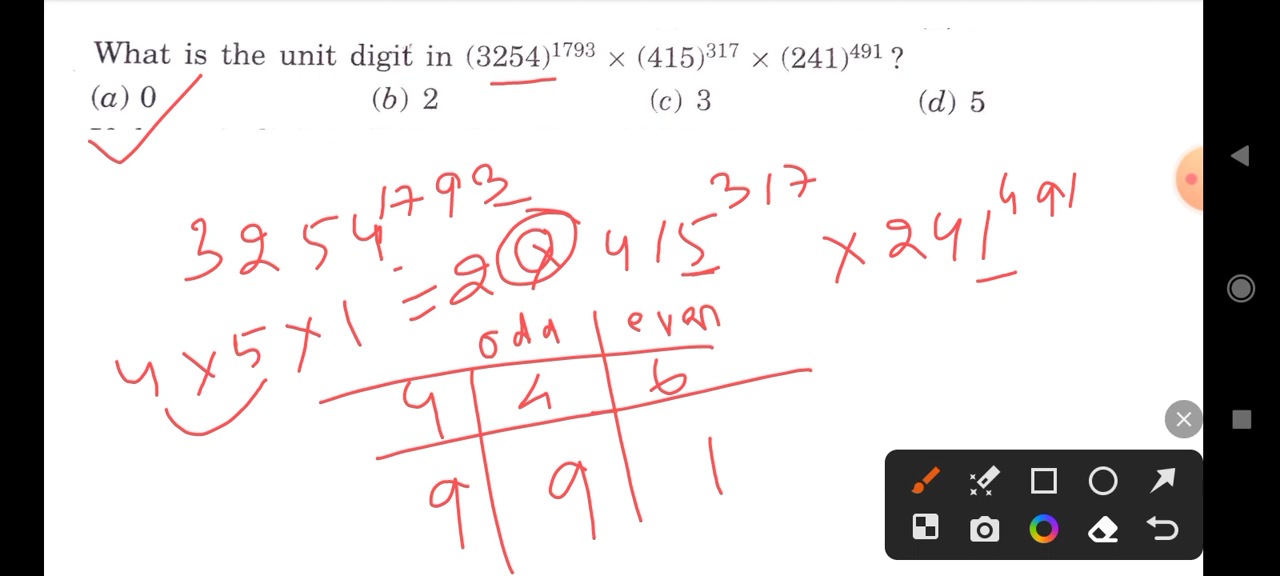 What is the unit digit in (3254)^1793 × (415)^317 × (241)^491 ?
(a) 0 (b) 2 (c) 3 (d) 5
3254^1793 × 415^317 × 241^491
4 × 5 × 1 = 20
odd evan
4 4 6
9 9 1